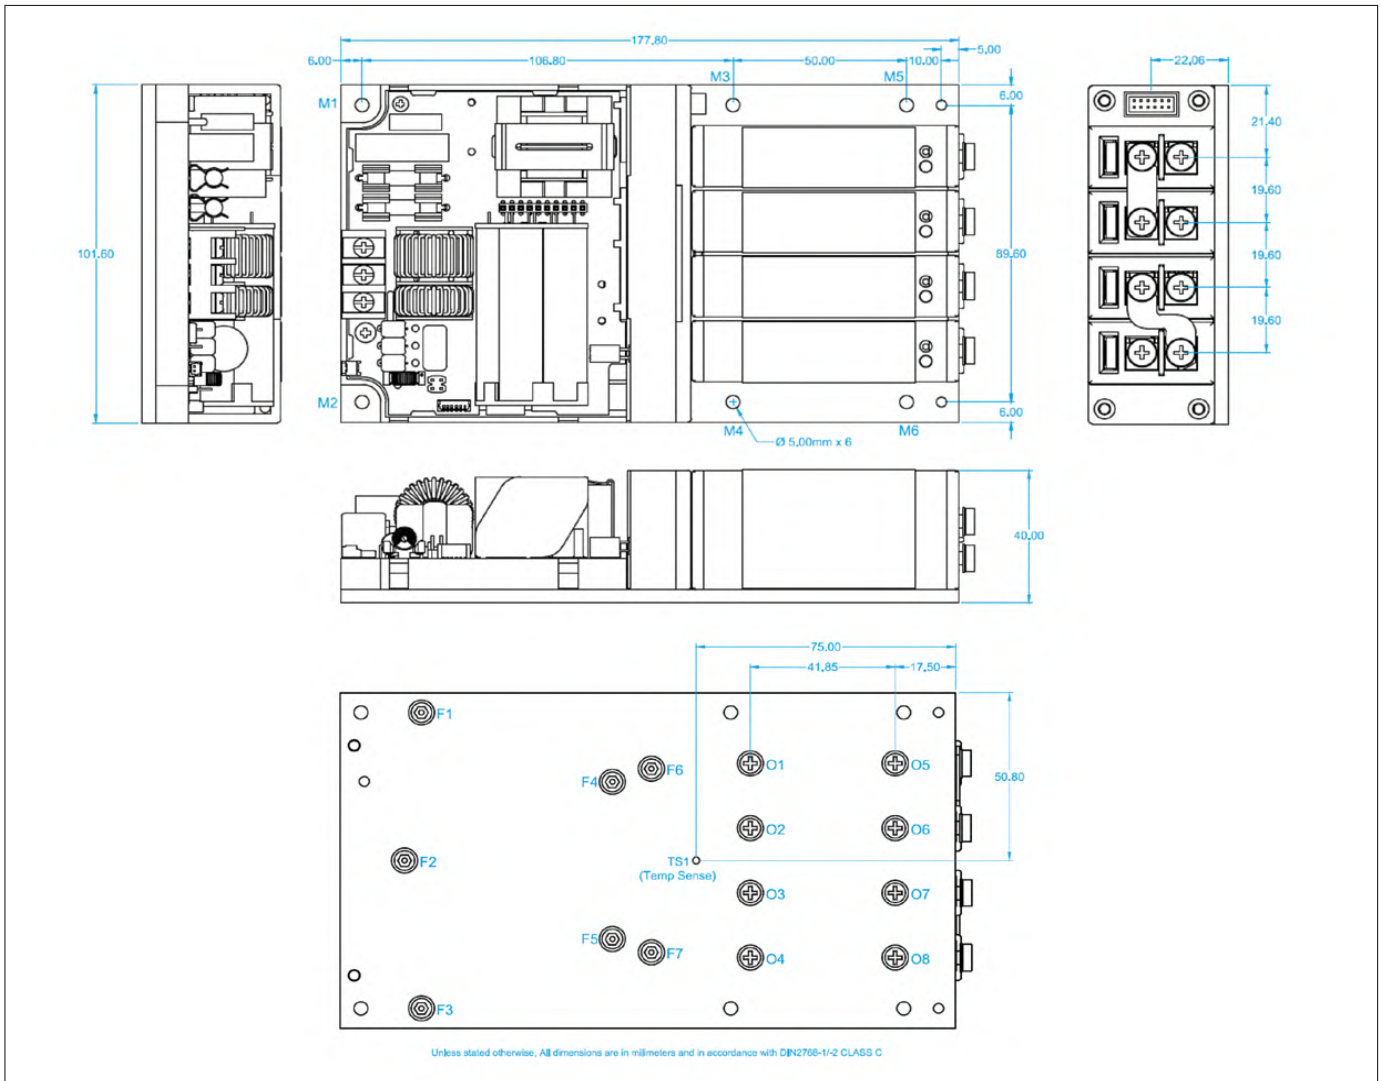 177.80
6.00
106.80
50.00
10.00
5.00
22.06
M1
M3
M5
6.00
21.40
19.60
101.60
89.60
19.60
19.60
M2
M4
M6
6.00
Ø 5.00mm x 6
40.00
75.00
41.85
17.50
F1
O1
O5
50.80
F4
F6
O2
O6
F2
TS1
(Temp Sense)
O3
O7
F5
F7
O4
O8
F3
Unless stated otherwise, All dimensions are in milimeters and in accordance with DIN2768-1/-2 CLASS C